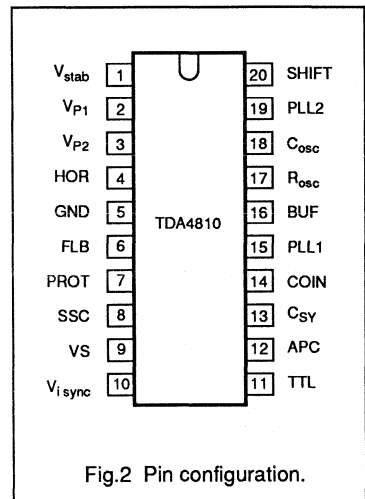 Vstab 1 20 SHIFT
VP1 2 19 PLL2
VP2 3 18 Cosc
HOR 4 17 Rosc
GND 5 16 BUF
TDA4810
FLB 6 15 PLL1
PROT 7 14 COIN
SSC 8 13 CSY
VS 9 12 APC
Vi sync 10 11 TTL
Fig.2 Pin configuration.